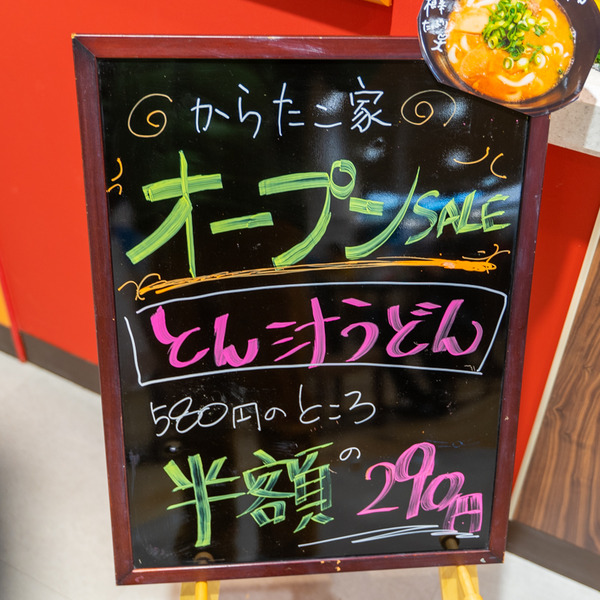 からたこ家
オープンSALE
とん汁うどん
580円のところ
半額の290円